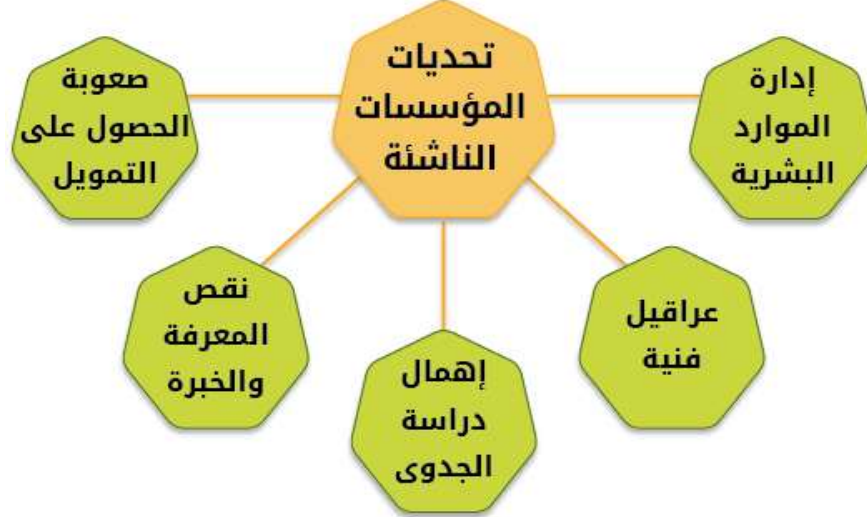 تحديات
المؤسسات
الناشئة
إدارة
الموارد
البشرية
عراقيل
فنية
إهمال
دراسة
الجدوى
نقص
المعرفة
والخبرة
صعوبة
الحصول على
التمويل